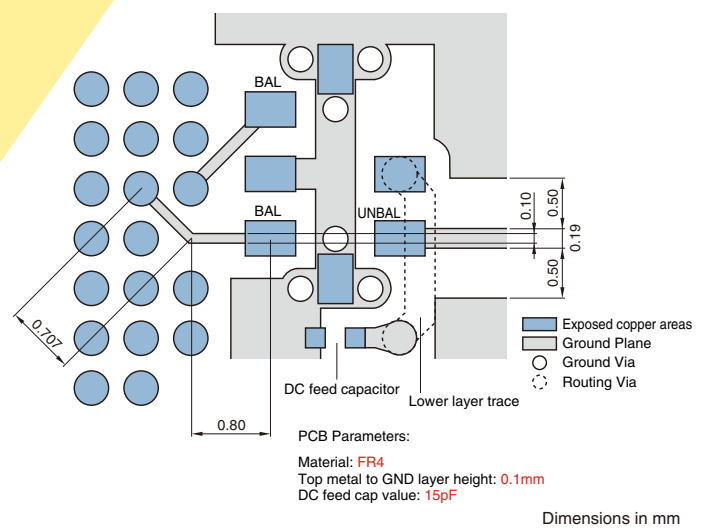 BAL
BAL
UNBAL
0.10
0.50
0.19
0.50
0.707
0.80
Exposed copper areas
Ground Plane
Ground Via
Routing Via
DC feed capacitor
Lower layer trace
PCB Parameters:
Material: FR4
Top metal to GND layer height: 0.1mm
DC feed cap value: 15pF
Dimensions in mm